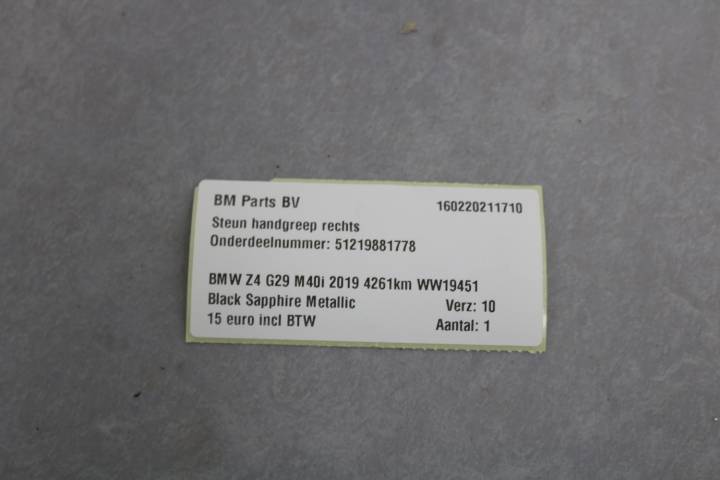 BM Parts BV 160220211710
Steun handgreep rechts
Onderdeelnummer: 51219881778
BMW Z4 G29 M40i 2019 4261km WW19451
Black Sapphire Metallic Verz: 10
15 euro incl BTW Aantal: 1